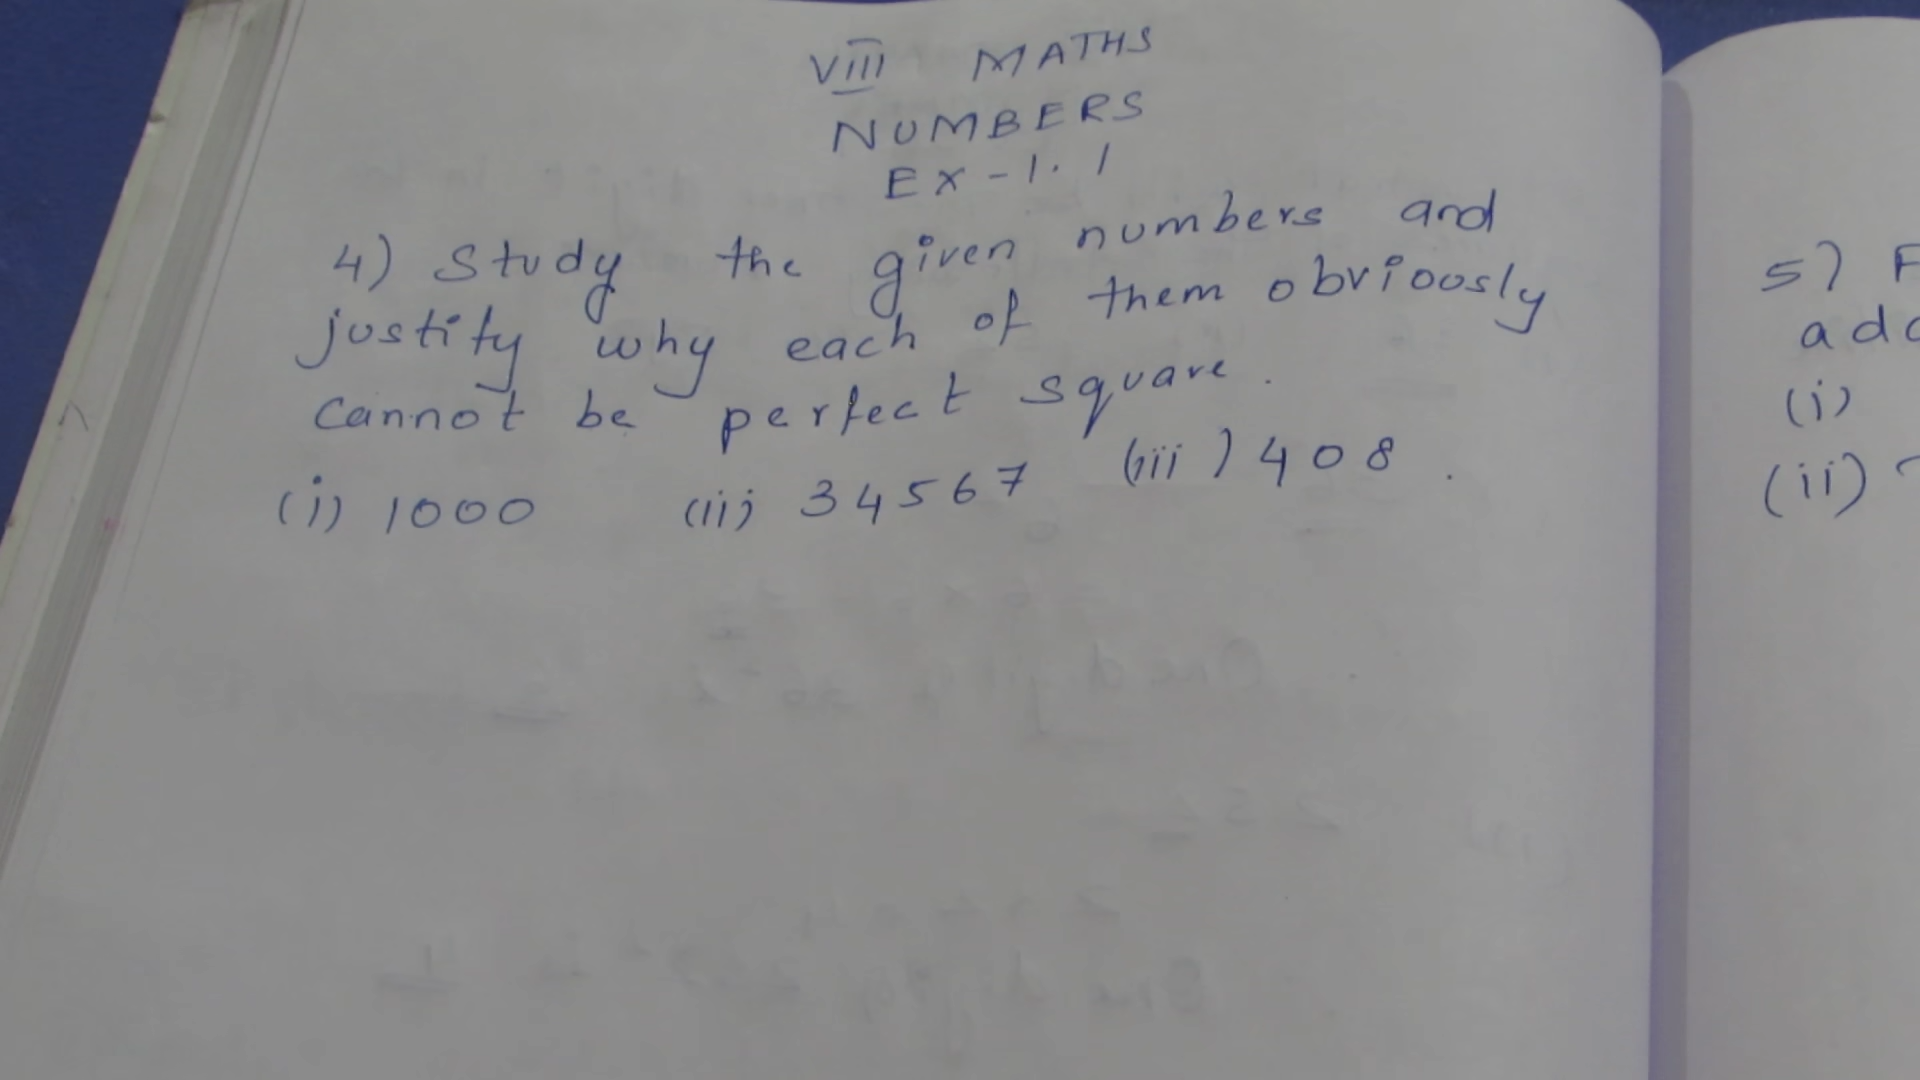 VIII MATHS
NUMBERS
EX-1.1
4) Study the given numbers and
justify why each of them obviously
cannot be perfect square.
(i) 1000 (ii) 34567 (iii) 408.
5) F
add
(i)
(ii)